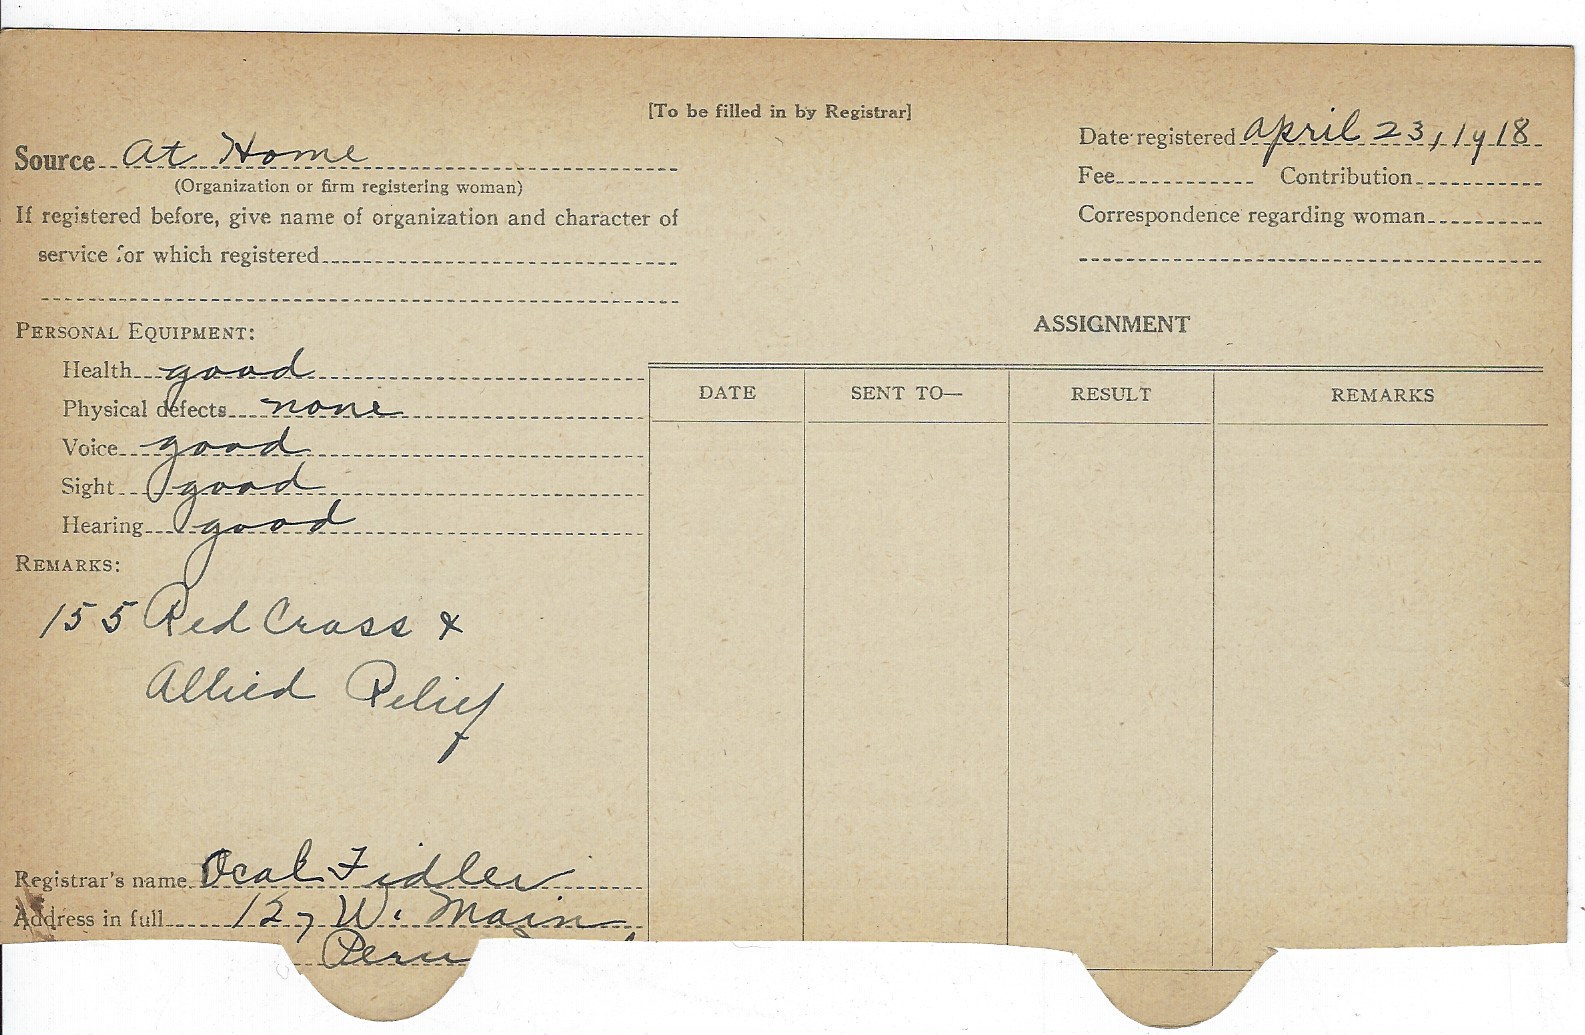 [To be filled in by Registrar]
Source at Home
(Organization or firm registering woman)
If registered before, give name of organization and character of
service for which registered
Date registered april 23, 1918
Fee Contribution
Correspondence regarding woman
PERSONAL EQUIPMENT:
Health good
Physical defects none
Voice good
Sight good
Hearing good
REMARKS:
155 Red Cross &
Allied Relief
Registrar's name Ocal Fidler
Address in full 127 W. Main
Peru
ASSIGNMENT
DATE SENT TO— RESULT REMARKS